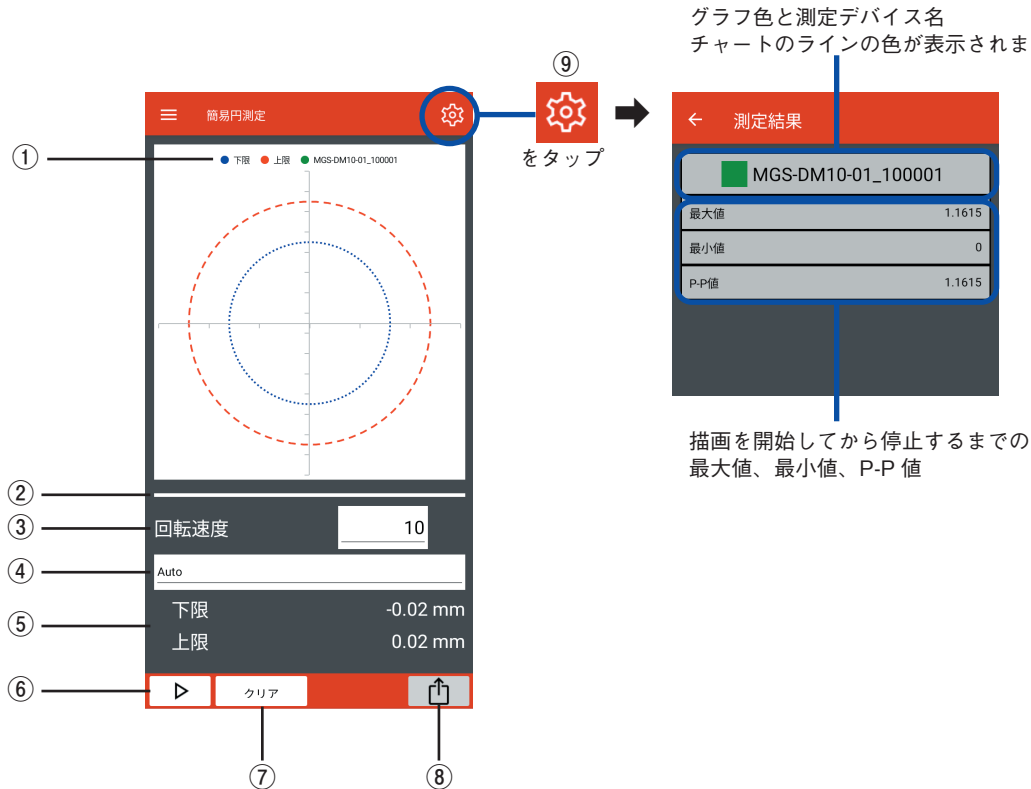 グラフ色と測定デバイス名
チャートのラインの色が表示されま
⑨
をタップ
簡易円測定
① 
下限 上限 MGS-DM10-01_100001
測定結果
MGS-DM10-01_100001
最大値 1.1615
最小値 0
P-P値 1.1615
描画を開始してから停止するまでの
最大値、最小値、P-P 値
②
③ 回転速度 10
④ Auto
⑤
下限 -0.02 mm
上限 0.02 mm
⑥ クリア
⑦ ⑧